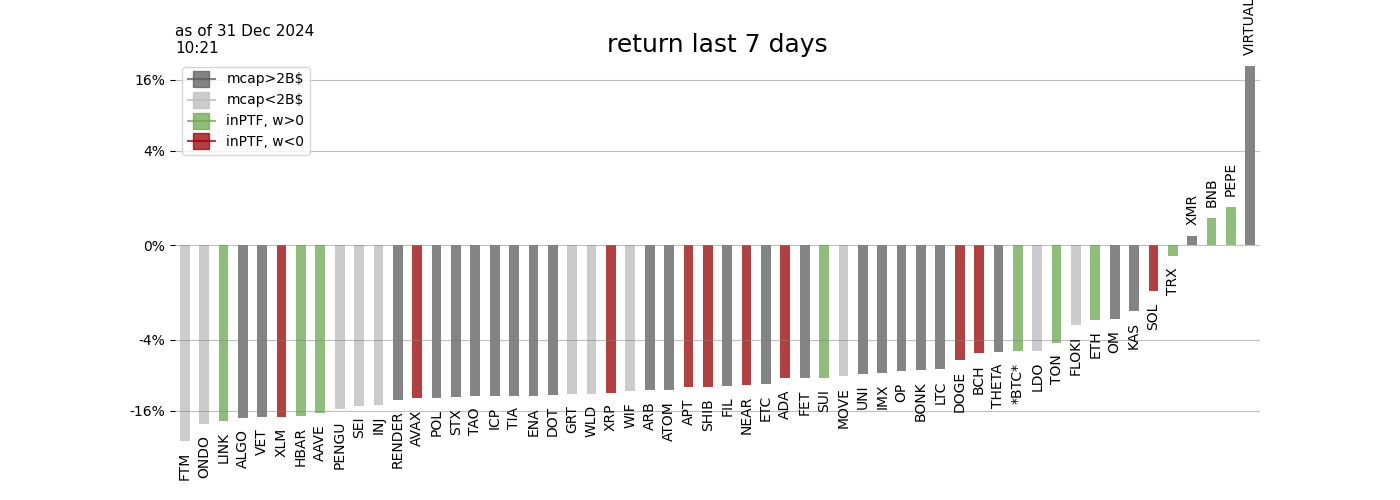 as of 31 Dec 2024
10:21
return last 7 days
VIRTUAL
mcap>2B$
mcap<2B$
inPTF, w>0
inPTF, w<0
16%
4%
0%
-4%
-16%
FTM
ONDO
LINK
ALGO
VET
XLM
HBAR
AAVE
PENGU
SEI
INJ
RENDER
AVAX
POL
STX
TAO
ICP
TIA
ENA
DOT
GRT
WLD
XRP
WIF
ARB
ATOM
APT
SHIB
FIL
NEAR
ETC
ADA
FET
SUI
MOVE
UNI
IMX
OP
BONK
LTC
DOGE
BCH
THETA
*BTC*
LDO
TON
FLOKI
ETH
OM
KAS
SOL
TRX
XMR
BNB
PEPE